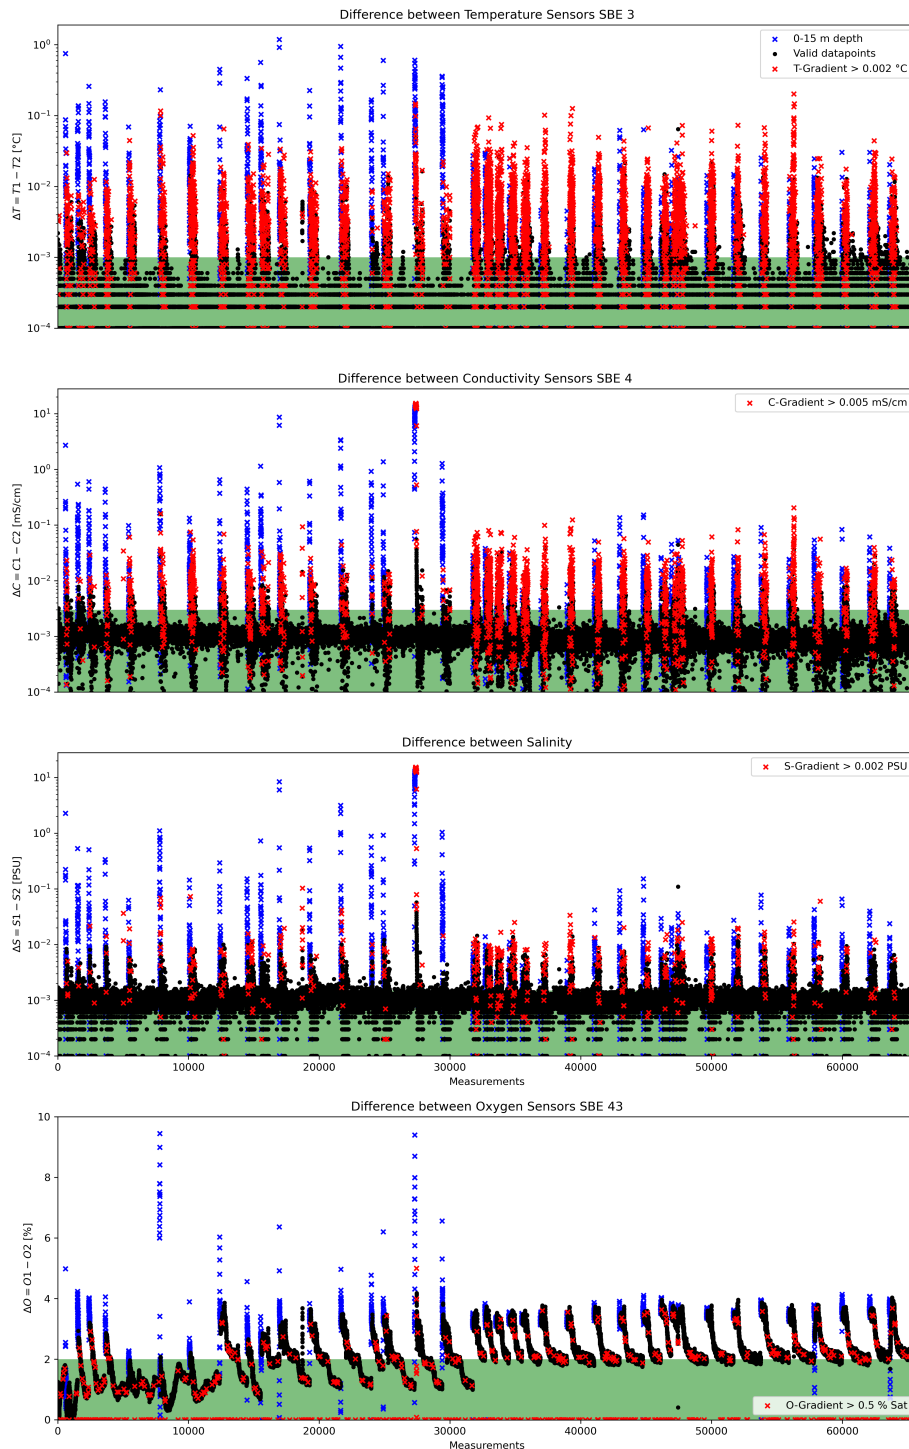 Difference between Temperature Sensors SBE 3
10⁰
10⁻¹
10⁻²
10⁻³
10⁻⁴
ΔT = T1 − T2 [°C]
0-15 m depth
Valid datapoints
T-Gradient > 0.002 °C
Difference between Conductivity Sensors SBE 4
10¹
10⁰
10⁻¹
10⁻²
10⁻³
10⁻⁴
ΔC = C1 − C2 [mS/cm]
C-Gradient > 0.005 mS/cm
Difference between Salinity
10¹
10⁰
10⁻¹
10⁻²
10⁻³
10⁻⁴
ΔS = S1 − S2 [PSU]
S-Gradient > 0.002 PSU
0 10000 20000 30000 40000 50000 60000
Measurements
Difference between Oxygen Sensors SBE 43
10
8
6
4
2
0
ΔO = O1 − O2 [%]
O-Gradient > 0.5 % Sat
0 10000 20000 30000 40000 50000 60000
Measurements